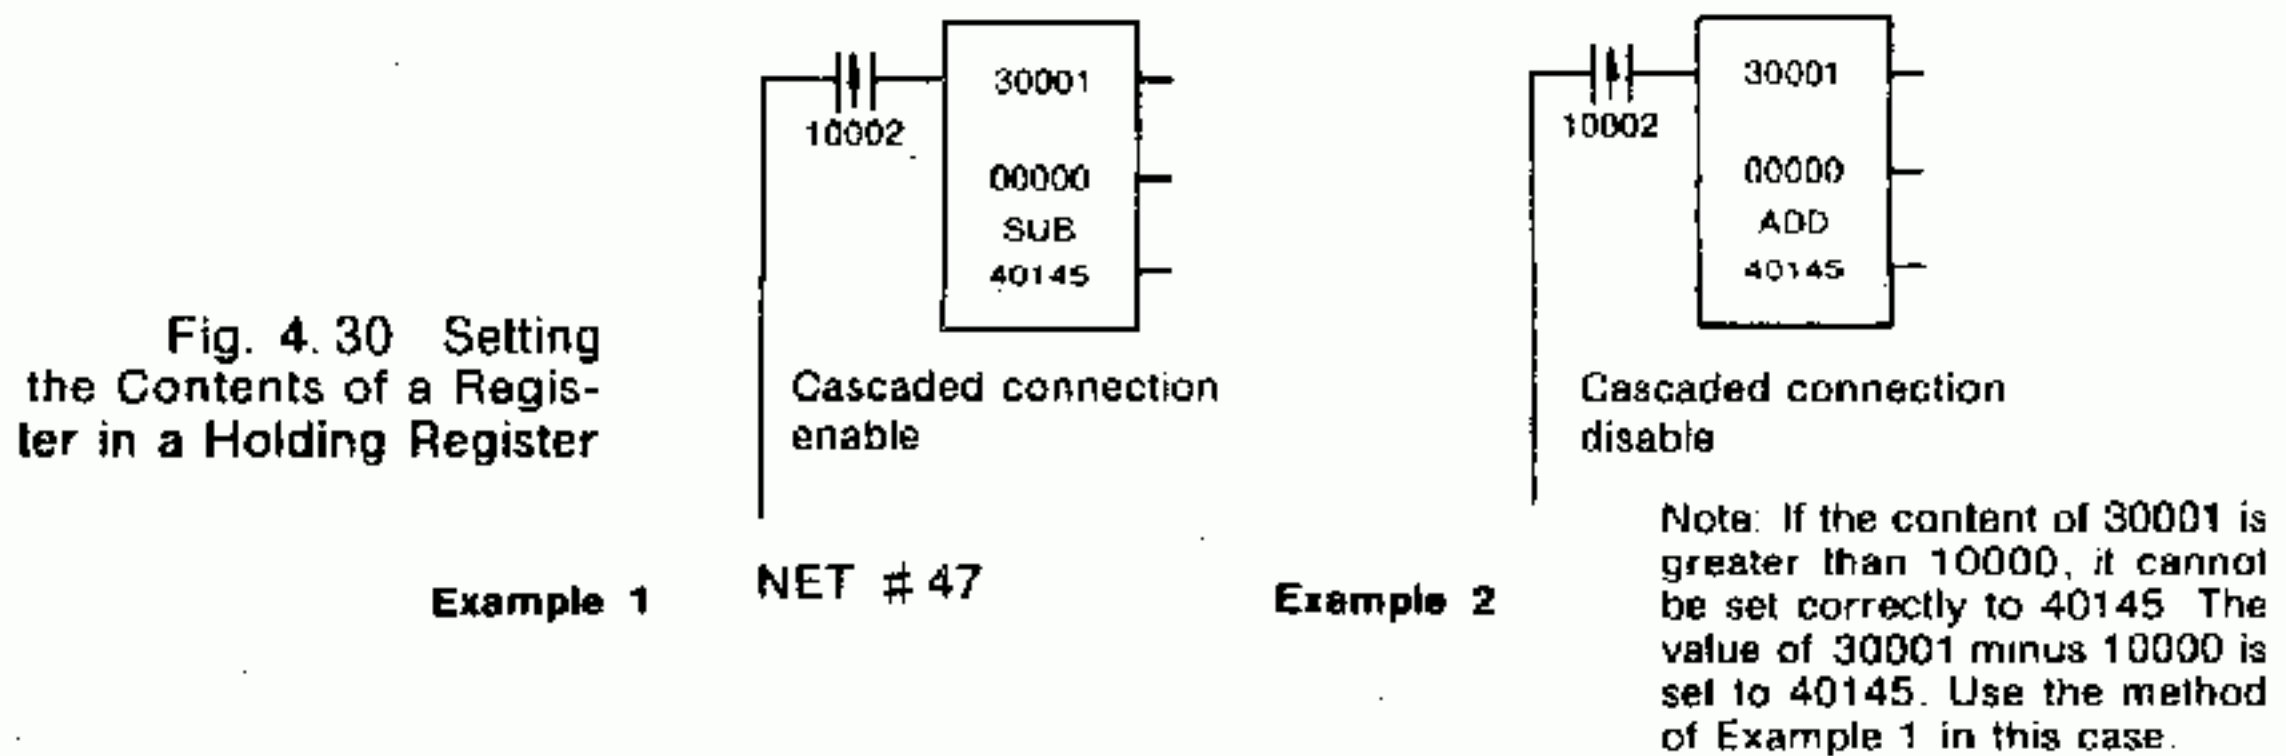 30001
10002
00000
SUB
40145
Cascaded connection
enable
30001
10002
00000
ADD
40145
Cascaded connection
disable
Fig. 4.30 Setting
the Contents of a Regis-
ter in a Holding Register
Example 1
NET # 47
Example 2
Note: If the content of 30001 is
greater than 10000, it cannot
be set correctly to 40145 The
value of 30001 minus 10000 is
set to 40145. Use the method
of Example 1 in this case.